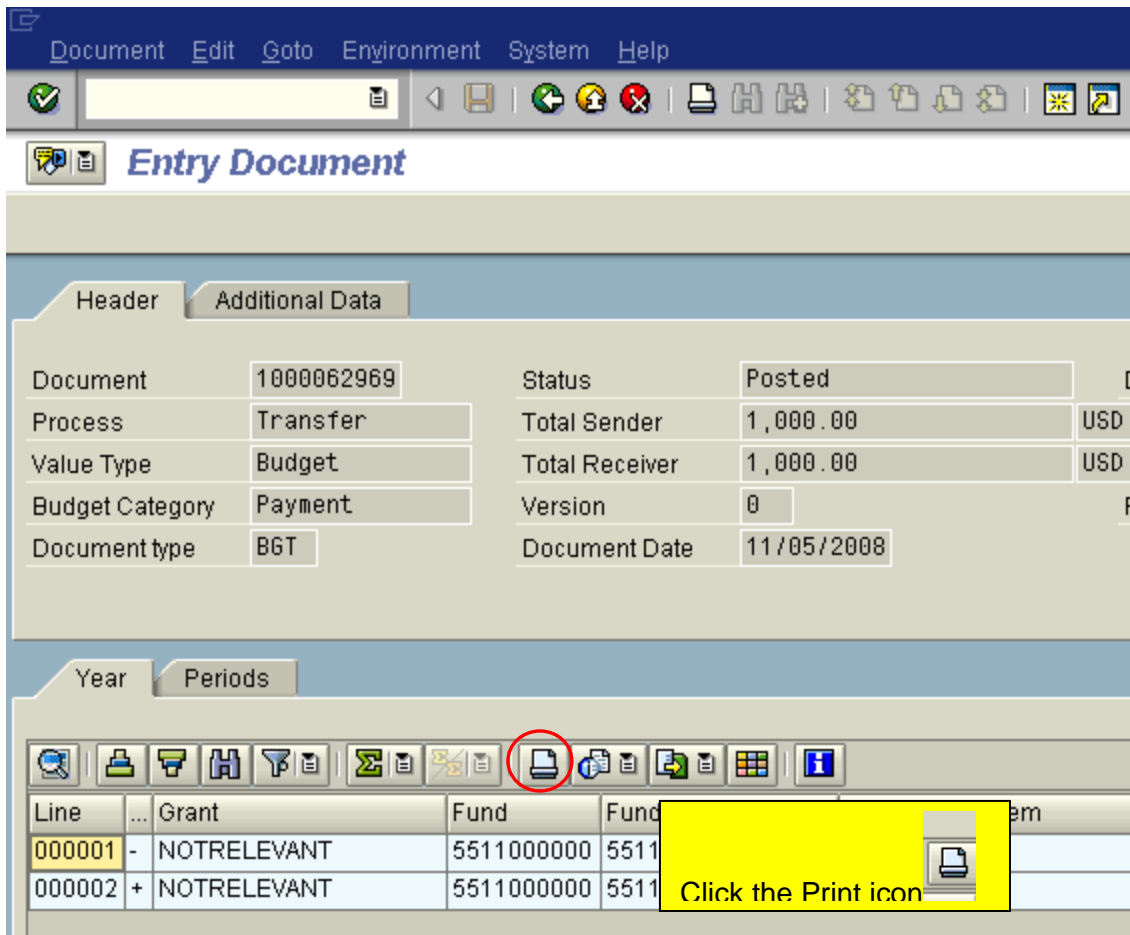 Document Edit Goto Environment System Help
Entry Document
Header Additional Data
Document 1000062969 Status Posted
Process Transfer Total Sender 1,000.00 USD
Value Type Budget Total Receiver 1,000.00 USD
Budget Category Payment Version 0
Document type BGT Document Date 11/05/2008
Year Periods
Line ... Grant Fund Fund em
000001 - NOTRELEVANT 5511000000 5511
000002 + NOTRELEVANT 5511000000 5511
Click the Print icon